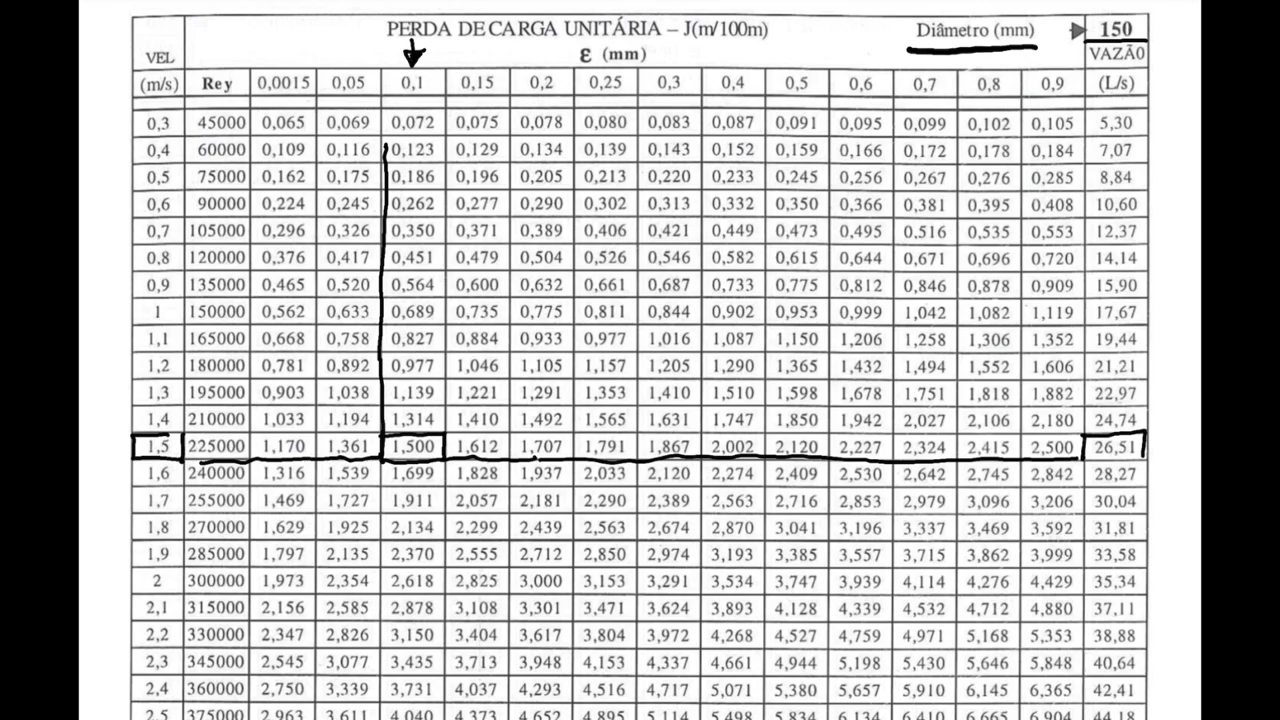 PERDA DE CARGA UNITÁRIA – J(m/100m) Diâmetro (mm) 150
VEL ε (mm) VAZÃO
(m/s) Rey 0,0015 0,05 0,1 0,15 0,2 0,25 0,3 0,4 0,5 0,6 0,7 0,8 0,9 (L/s)
0,3 45000 0,065 0,069 0,072 0,075 0,078 0,080 0,083 0,087 0,091 0,095 0,099 0,102 0,105 5,30
0,4 60000 0,109 0,116 0,123 0,129 0,134 0,139 0,143 0,152 0,159 0,166 0,172 0,178 0,184 7,07
0,5 75000 0,162 0,175 0,186 0,196 0,205 0,213 0,220 0,233 0,245 0,256 0,267 0,276 0,285 8,84
0,6 90000 0,224 0,245 0,262 0,277 0,290 0,302 0,313 0,332 0,350 0,366 0,381 0,395 0,408 10,60
0,7 105000 0,296 0,326 0,350 0,371 0,389 0,406 0,421 0,449 0,473 0,495 0,516 0,535 0,553 12,37
0,8 120000 0,376 0,417 0,451 0,479 0,504 0,526 0,546 0,582 0,615 0,644 0,671 0,696 0,720 14,14
0,9 135000 0,465 0,520 0,564 0,600 0,632 0,661 0,687 0,733 0,775 0,812 0,846 0,878 0,909 15,90
1 150000 0,562 0,633 0,689 0,735 0,775 0,811 0,844 0,902 0,953 0,999 1,042 1,082 1,119 17,67
1,1 165000 0,668 0,758 0,827 0,884 0,933 0,977 1,016 1,087 1,150 1,206 1,258 1,306 1,352 19,44
1,2 180000 0,781 0,892 0,977 1,046 1,105 1,157 1,205 1,290 1,365 1,432 1,494 1,552 1,606 21,21
1,3 195000 0,903 1,038 1,139 1,221 1,291 1,353 1,410 1,510 1,598 1,678 1,751 1,818 1,882 22,97
1,4 210000 1,033 1,194 1,314 1,410 1,492 1,565 1,631 1,747 1,850 1,942 2,027 2,106 2,180 24,74
1,5 225000 1,170 1,361 1,500 1,612 1,707 1,791 1,867 2,002 2,120 2,227 2,324 2,415 2,500 26,51
1,6 240000 1,316 1,539 1,699 1,828 1,937 2,033 2,120 2,274 2,409 2,530 2,642 2,745 2,842 28,27
1,7 255000 1,469 1,727 1,911 2,057 2,181 2,290 2,389 2,563 2,716 2,853 2,979 3,096 3,206 30,04
1,8 270000 1,629 1,925 2,134 2,299 2,439 2,563 2,674 2,870 3,041 3,196 3,337 3,469 3,592 31,81
1,9 285000 1,797 2,135 2,370 2,555 2,712 2,850 2,974 3,193 3,385 3,557 3,715 3,862 3,999 33,58
2 300000 1,973 2,354 2,618 2,825 3,000 3,153 3,291 3,534 3,747 3,939 4,114 4,276 4,429 35,34
2,1 315000 2,156 2,585 2,878 3,108 3,301 3,471 3,624 3,893 4,128 4,339 4,532 4,712 4,880 37,11
2,2 330000 2,347 2,826 3,150 3,404 3,617 3,804 3,972 4,268 4,527 4,759 4,971 5,168 5,353 38,88
2,3 345000 2,545 3,077 3,435 3,713 3,948 4,153 4,337 4,661 4,944 5,198 5,430 5,646 5,848 40,64
2,4 360000 2,750 3,339 3,731 4,037 4,293 4,516 4,717 5,071 5,380 5,657 5,910 6,145 6,365 42,41
2,5 375000 2,963 3,611 4,040 4,373 4,652 4,895 5,114 5,498 5,834 6,134 6,410 6,665 6,904 44,18